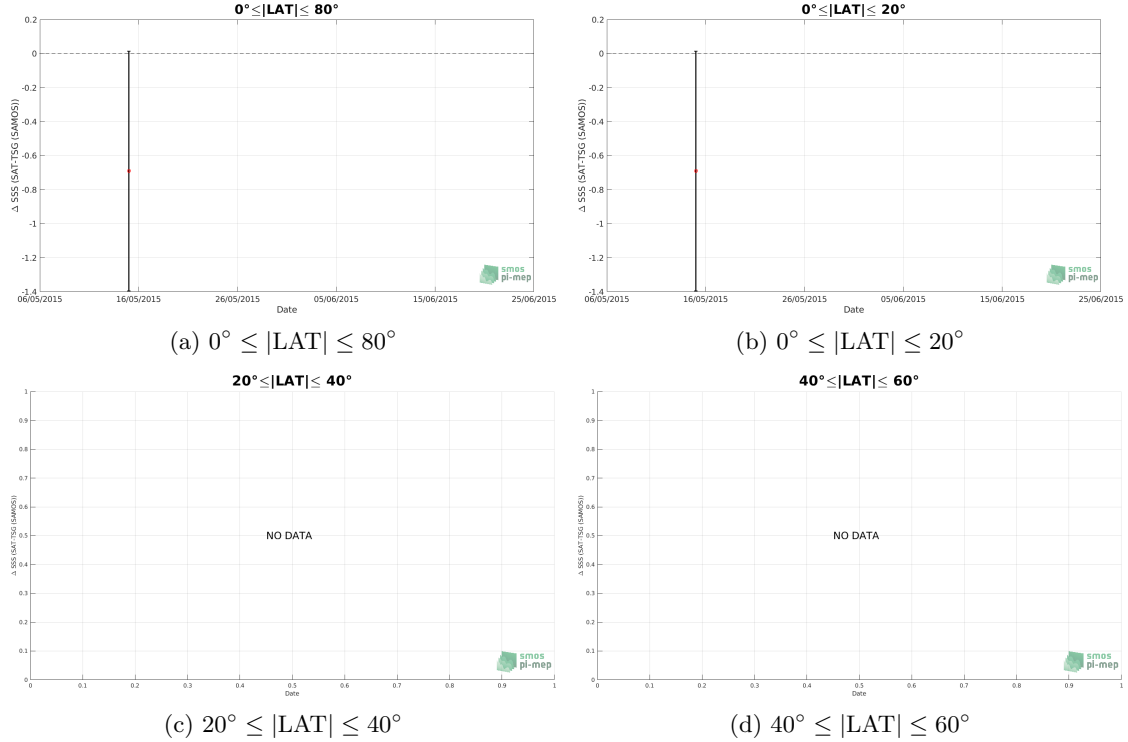 0°≤|LAT|≤ 80°
0.2
0
-0.2
-0.4
-0.6
-0.8
-1
-1.2
-1.4
Δ SSS (SAT-TSG (SAMOS))
06/05/2015 16/05/2015 26/05/2015 05/06/2015 15/06/2015 25/06/2015
Date
smos
pi-mep
(a) 0° ≤ |LAT| ≤ 80°
0°≤|LAT|≤ 20°
0.2
0
-0.2
-0.4
-0.6
-0.8
-1
-1.2
-1.4
Δ SSS (SAT-TSG (SAMOS))
06/05/2015 16/05/2015 26/05/2015 05/06/2015 15/06/2015 25/06/2015
Date
smos
pi-mep
(b) 0° ≤ |LAT| ≤ 20°
20°≤|LAT|≤ 40°
1
0.9
0.8
0.7
0.6
0.5
0.4
0.3
0.2
0.1
0
Δ SSS (SAT-TSG (SAMOS))
NO DATA
0 0.1 0.2 0.3 0.4 0.5 0.6 0.7 0.8 0.9 1
Date
smos
pi-mep
(c) 20° ≤ |LAT| ≤ 40°
40°≤|LAT|≤ 60°
1
0.9
0.8
0.7
0.6
0.5
0.4
0.3
0.2
0.1
0
Δ SSS (SAT-TSG (SAMOS))
NO DATA
0 0.1 0.2 0.3 0.4 0.5 0.6 0.7 0.8 0.9 1
Date
smos
pi-mep
(d) 40° ≤ |LAT| ≤ 60°